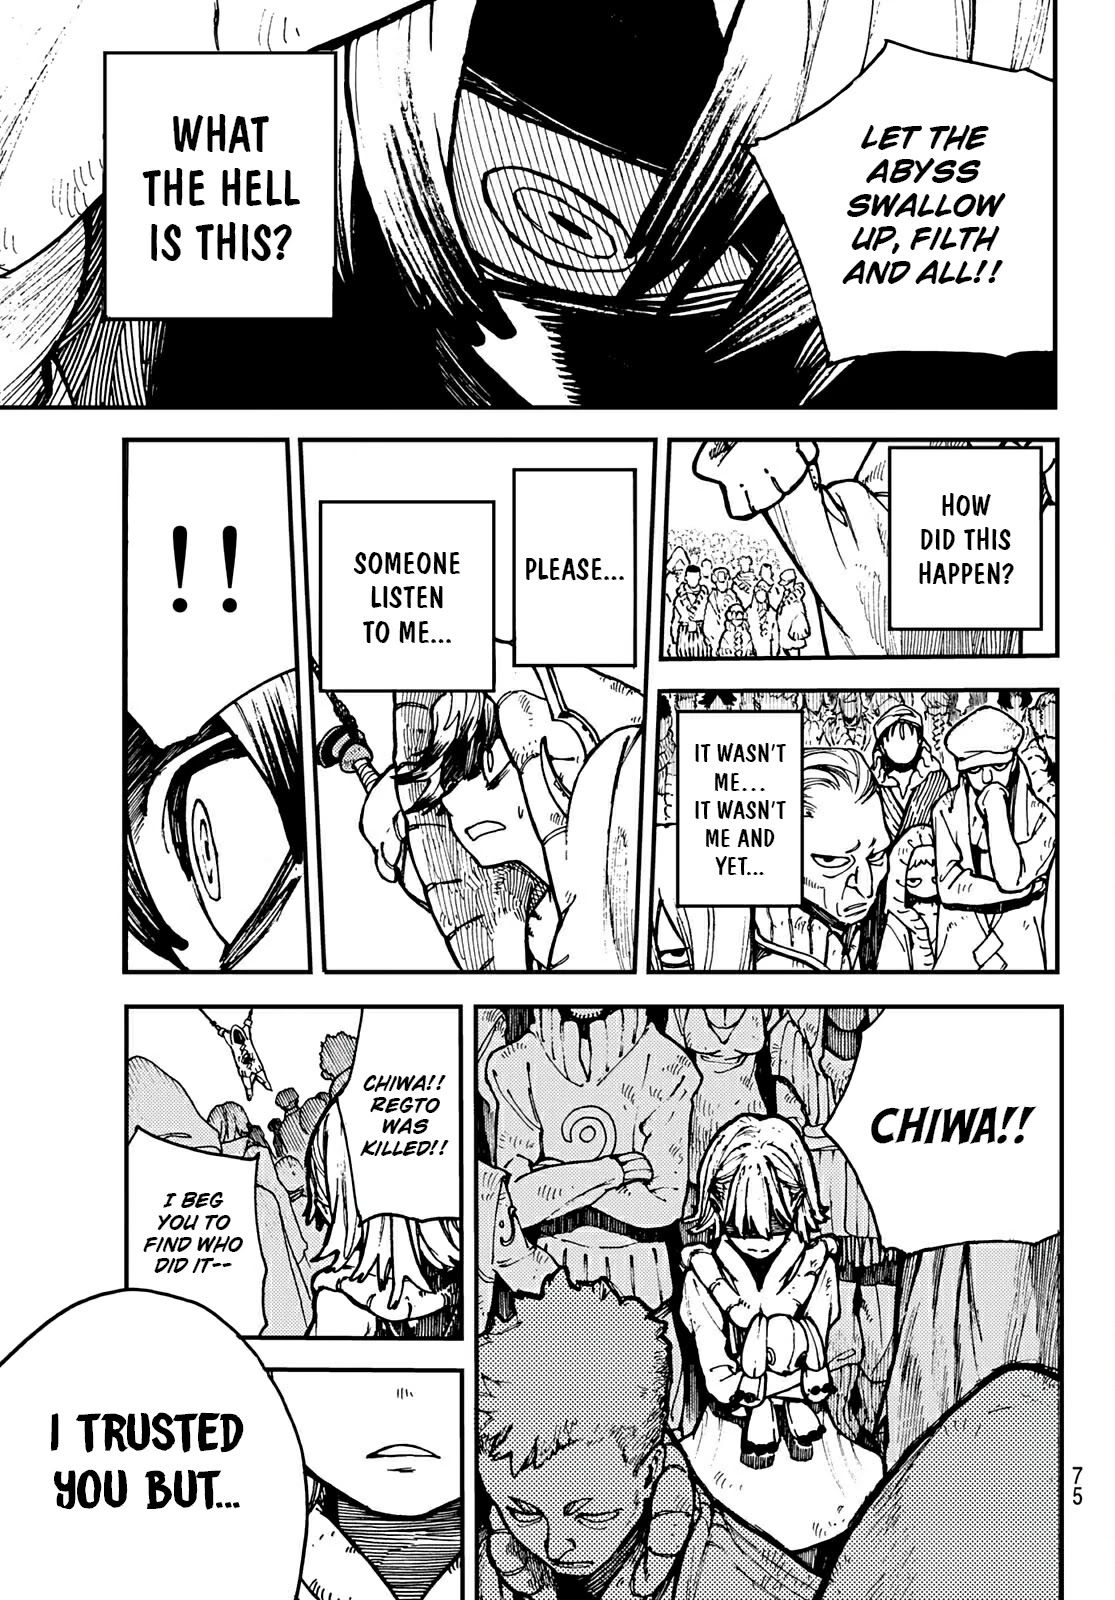 LET THE
ABYSS
SWALLOW
UP, FILTH
AND ALL!!
WHAT
THE HELL
IS THIS?
HOW
DID THIS
HAPPEN?
IT WASN'T
ME...
IT WASN'T
ME AND
YET...
PLEASE...
SOMEONE
LISTEN
TO ME...
!!
CHIWA!!
CHIWA!!
REGTO
WAS
KILLED!!
I BEG
YOU TO
FIND WHO
DID IT--
I TRUSTED
YOU BUT...
75